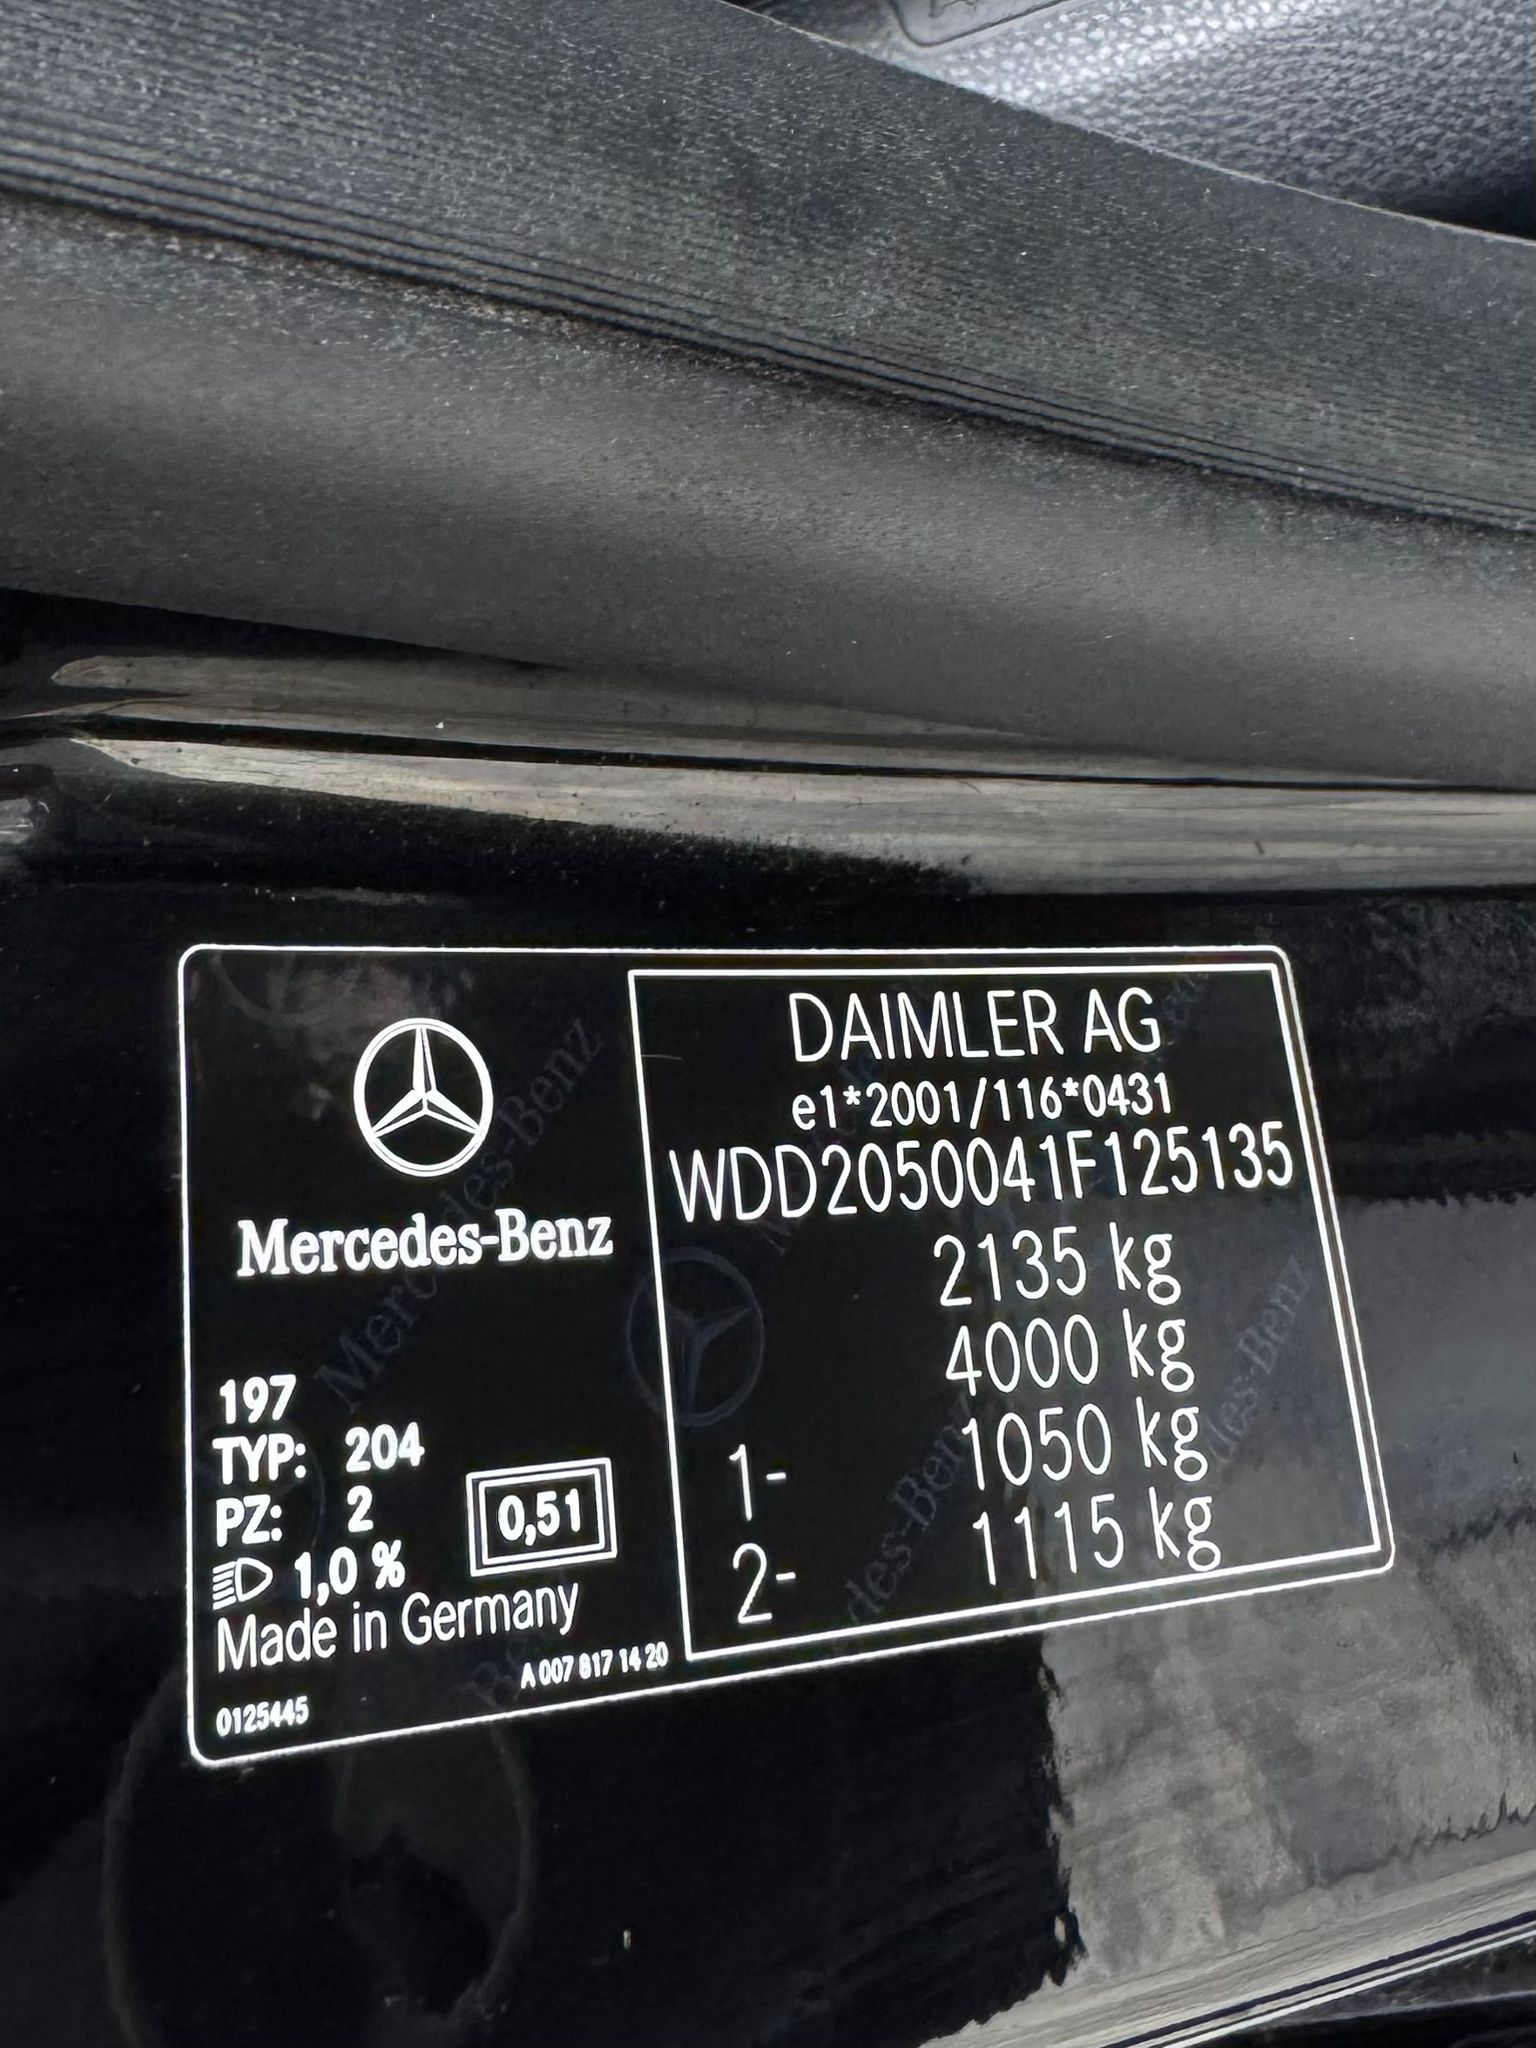 Mercedes-Benz
197
TYP: 204
PZ: 2
1,0 %
0,51
Made in Germany
A 007 817 14 20
0125445
DAIMLER AG
e1*2001/116*0431
WDD2050041F125135
2135 kg
4000 kg
1- 1050 kg
2- 1115 kg